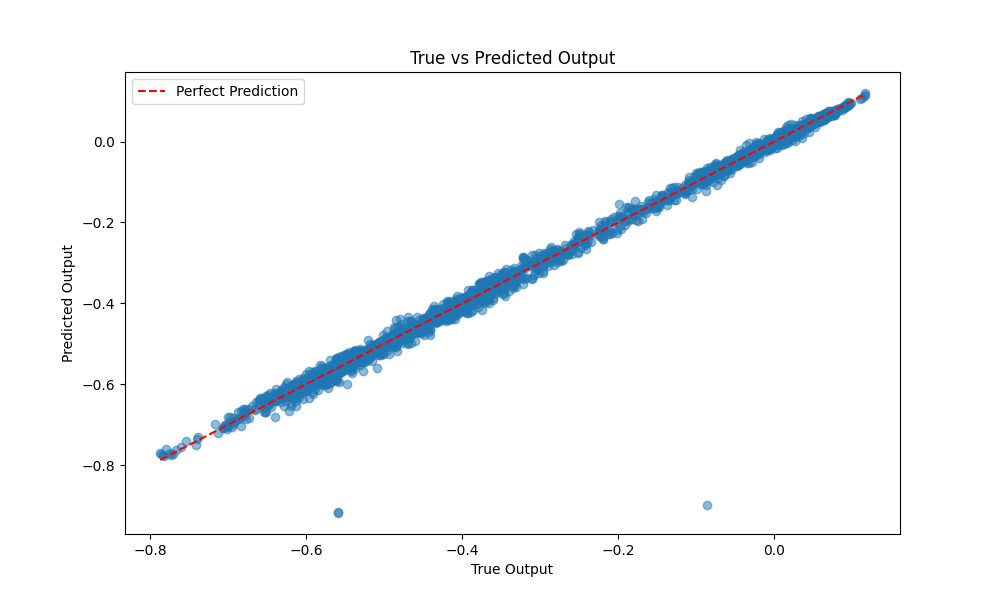 True vs Predicted Output
Perfect Prediction
Predicted Output
0.0
−0.2
−0.4
−0.6
−0.8
−0.8 −0.6 −0.4 −0.2 0.0
True Output